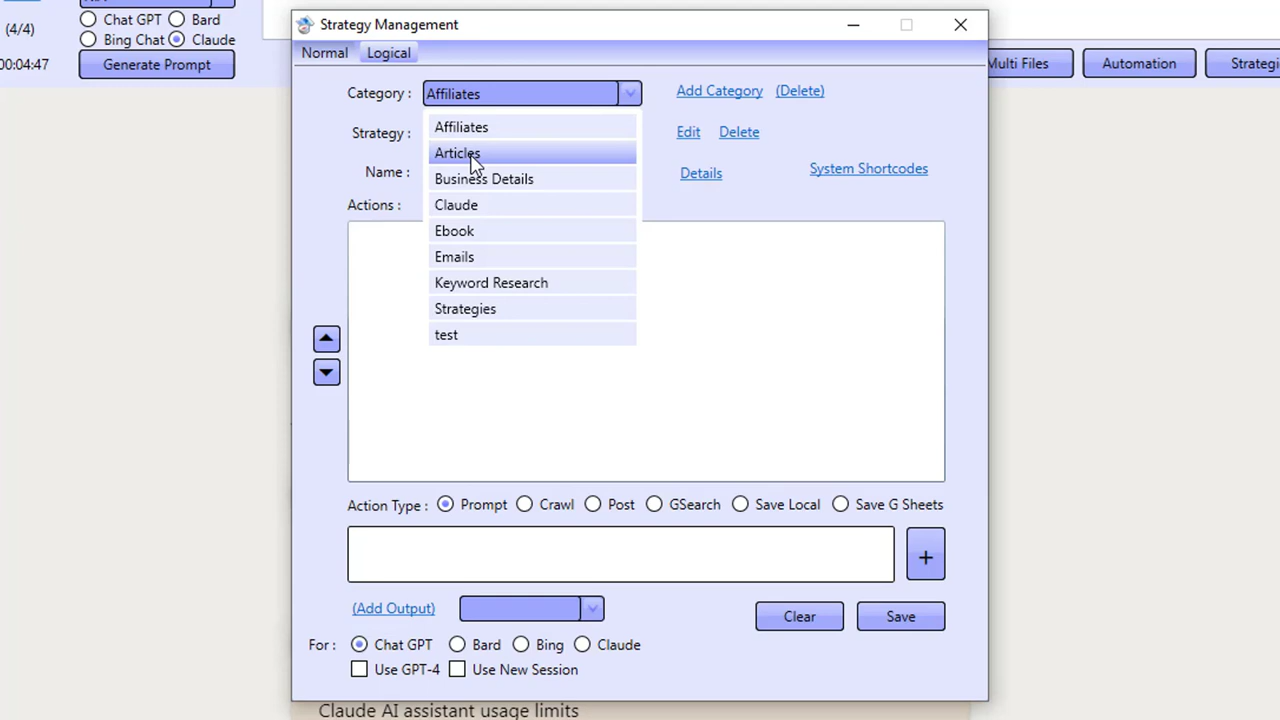 (4/4)
Chat GPT Bard
Bing Chat Claude
00:04:47
Generate Prompt
Strategy Management
Normal Logical
Multi Files
Automation
Category : Affiliates
Add Category (Delete)
Strategy :
Edit Delete
Name :
Details
System Shortcodes
Actions :
Affiliates
Articles
Business Details
Claude
Ebook
Emails
Keyword Research
Strategies
test
Action Type : Prompt Crawl Post GSearch Save Local Save G Sheets
+
(Add Output)
Clear
Save
For : Chat GPT Bard Bing Claude
Use GPT-4 Use New Session
Claude AI assistant usage limits